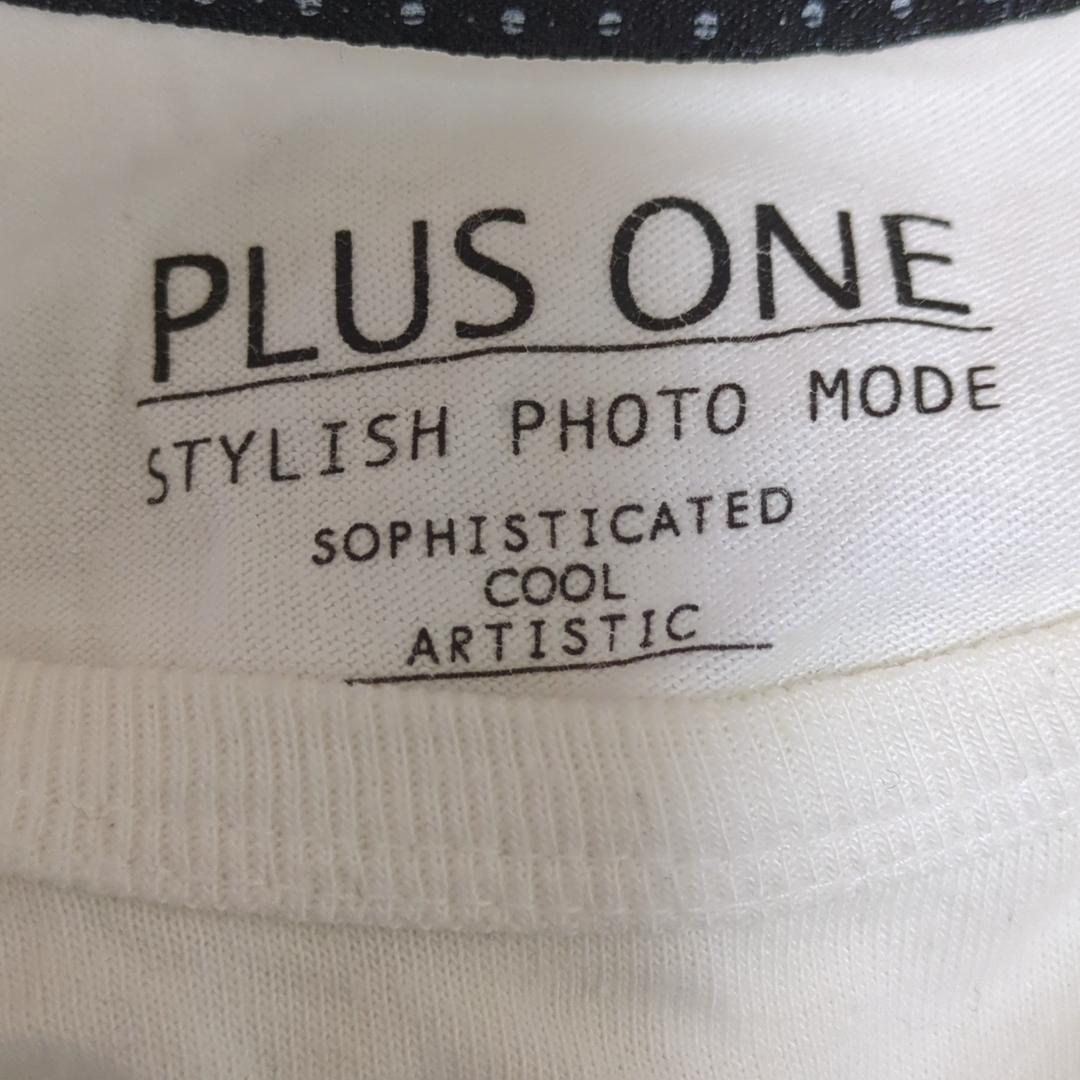 PLUS ONE
STYLISH PHOTO MODE
SOPHISTICATED
COOL
ARTISTIC